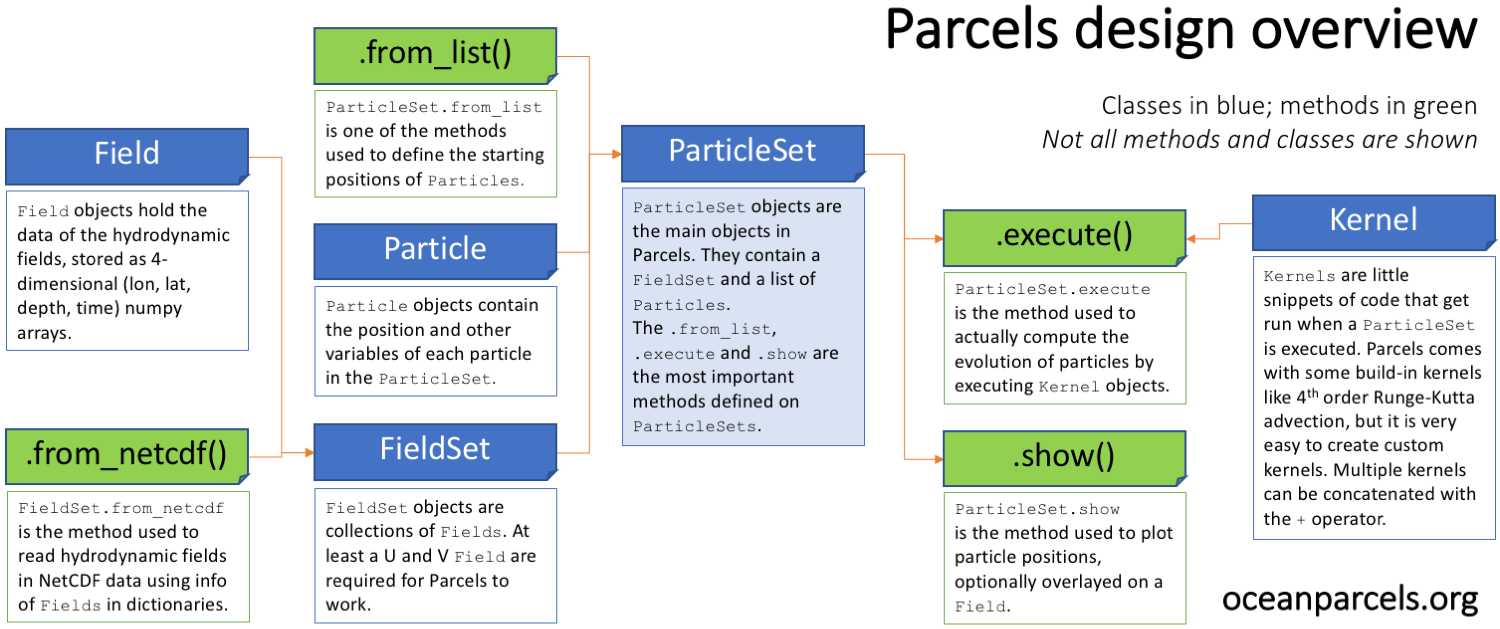 Parcels design overview
Classes in blue; methods in green
Not all methods and classes are shown
Field
Field objects hold the
data of the hydrodynamic
fields, stored as 4-
dimensional (lon, lat,
depth, time) numpy
arrays.
.from_netcdf()
FieldSet.from_netcdf
is the method used to
read hydrodynamic fields
in NetCDF data using info
of Fields in dictionaries.
.from_list()
ParticleSet.from_list
is one of the methods
used to define the starting
positions of Particles.
Particle
Particle objects contain
the position and other
variables of each particle
in the ParticleSet.
FieldSet
FieldSet objects are
collections of Fields. At
least a U and V Field are
required for Parcels to
work.
ParticleSet
ParticleSet objects are
the main objects in
Parcels. They contain a
FieldSet and a list of
Particles.
The .from_list,
.execute and .show are
the most important
methods defined on
ParticleSets.
.execute()
ParticleSet.execute
is the method used to
actually compute the
evolution of particles by
executing Kernel objects.
.show()
ParticleSet.show
is the method used to plot
particle positions,
optionally overlayed on a
Field.
Kernel
Kernels are little
snippets of code that get
run when a ParticleSet
is executed. Parcels comes
with some build-in kernels
like 4th order Runge-Kutta
advection, but it is very
easy to create custom
kernels. Multiple kernels
can be concatenated with
the + operator.
oceanparcels.org